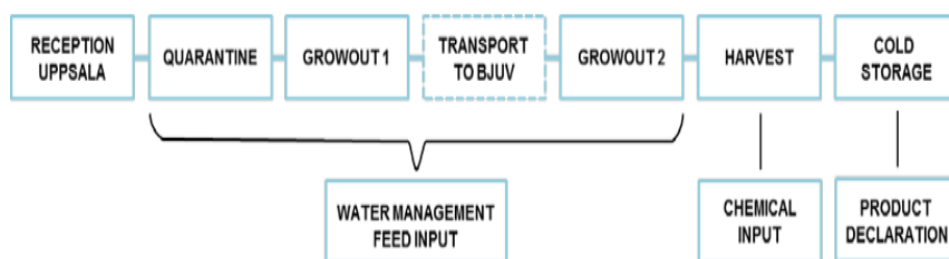 RECEPTION
UPPSALA
QUARANTINE
GROWOUT 1
TRANSPORT
TO BJUV
GROWOUT 2
HARVEST
COLD
STORAGE
WATER MANAGEMENT
FEED INPUT
CHEMICAL
INPUT
PRODUCT
DECLARATION